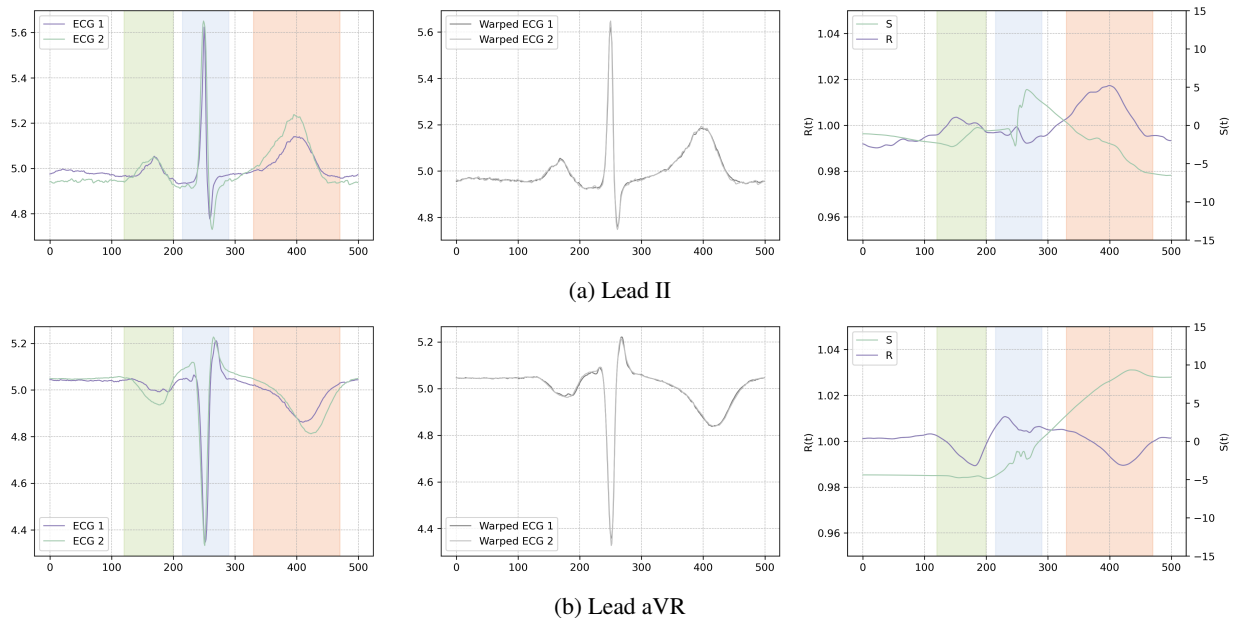 ECG 1
ECG 2
5.6
5.4
5.2
5.0
4.8
0 100 200 300 400 500
Warped ECG 1
Warped ECG 2
5.6
5.4
5.2
5.0
4.8
0 100 200 300 400 500
S
R
1.04
1.02
1.00
0.98
0.96
R(t)
15
10
5
0
−5
−10
−15
S(t)
0 100 200 300 400 500
(a) Lead II
5.2
5.0
4.8
4.6
4.4
ECG 1
ECG 2
0 100 200 300 400 500
5.2
5.0
4.8
4.6
4.4
Warped ECG 1
Warped ECG 2
0 100 200 300 400 500
S
R
1.04
1.02
1.00
0.98
0.96
R(t)
15
10
5
0
−5
−10
−15
S(t)
0 100 200 300 400 500
(b) Lead aVR